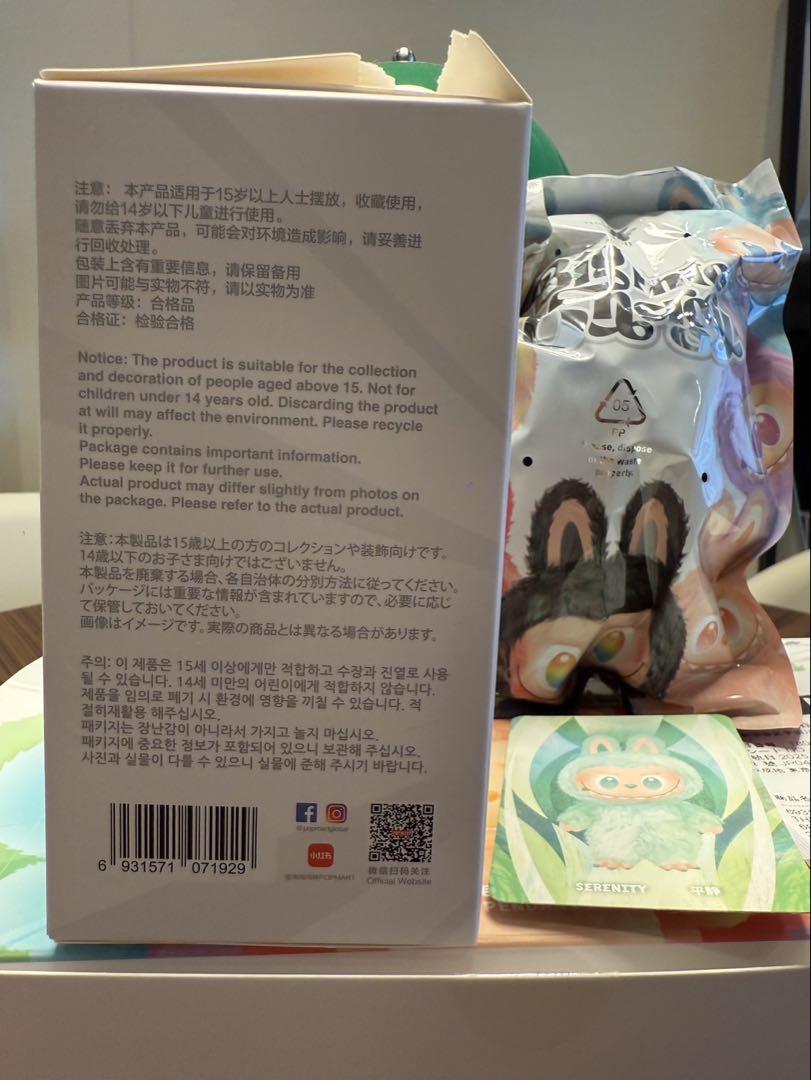 注意： 本产品适用于15岁以上人士摆放，收藏使用，
请勿给14岁以下儿童进行使用。
随意丢弃本产品，可能会对环境造成影响，请妥善进
行回收处理。
包装上含有重要信息，请保留备用
图片可能与实物不符，请以实物为准
产品等级：合格品
合格证：检验合格
Notice: The product is suitable for the collection
and decoration of people aged above 15. Not for
children under 14 years old. Discarding the product
at will may affect the environment. Please recycle
it properly.
Package contains important information.
Please keep it for further use.
Actual product may differ slightly from photos on
the package. Please refer to the actual product.
注意：本製品は15歳以上の方のコレクションや装飾向けです。
14歳以下のお子さま向けではございません。
本製品を廃棄する場合、各自治体の分別方法に従ってください。
パッケージには重要な情報が含まれていますので、必要に応じ
て保管しておいてください。
画像はイメージです。実際の商品とは異なる場合があります。
주의: 이 제품은 15세 이상에게만 적합하고 수장과 진열로 사용
될 수 있습니다. 14세 미만의 어린이에게 적합하지 않습니다.
제품을 임의로 폐기 시 환경에 영향을 끼칠 수 있습니다. 적
절히재활용 해주십시오.
패키지는 장난감이 아니라서 가지고 놀지 마십시오.
패키지에 중요한 정보가 포함되어 있으니 보관해 주십시오.
사진과 실물이 다를 수 있으니 실물에 준해 주시기 바랍니다.
6 931571 071929
@popmartglobal
小红书
POPMART
微信扫码关注
Official Website
05
PP
dispose
waste
SERENITY 平静